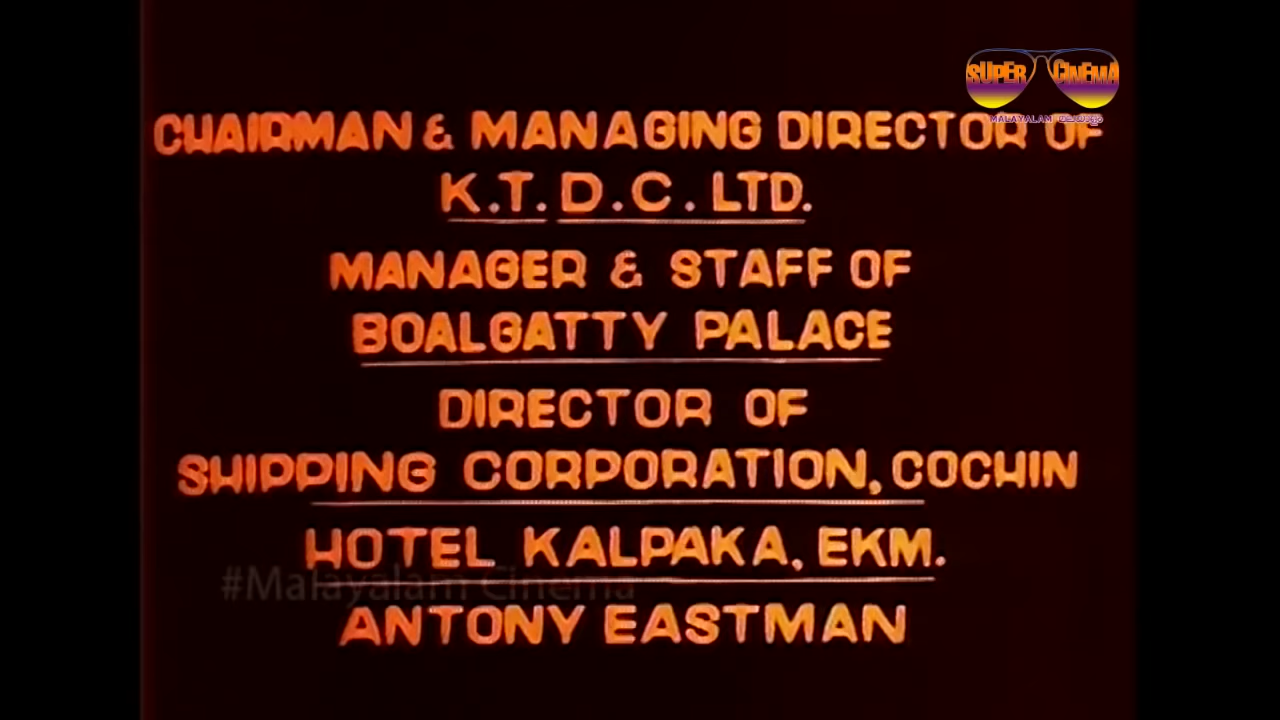 SUPER CINEMA
MALAYALAM
CHAIRMAN & MANAGING DIRECTOR OF
K.T.D.C. LTD.
MANAGER & STAFF OF
BOALGATTY PALACE
DIRECTOR OF
SHIPPING CORPORATION, COCHIN
HOTEL KALPAKA, EKM.
#Malayalam Cinema
ANTONY EASTMAN